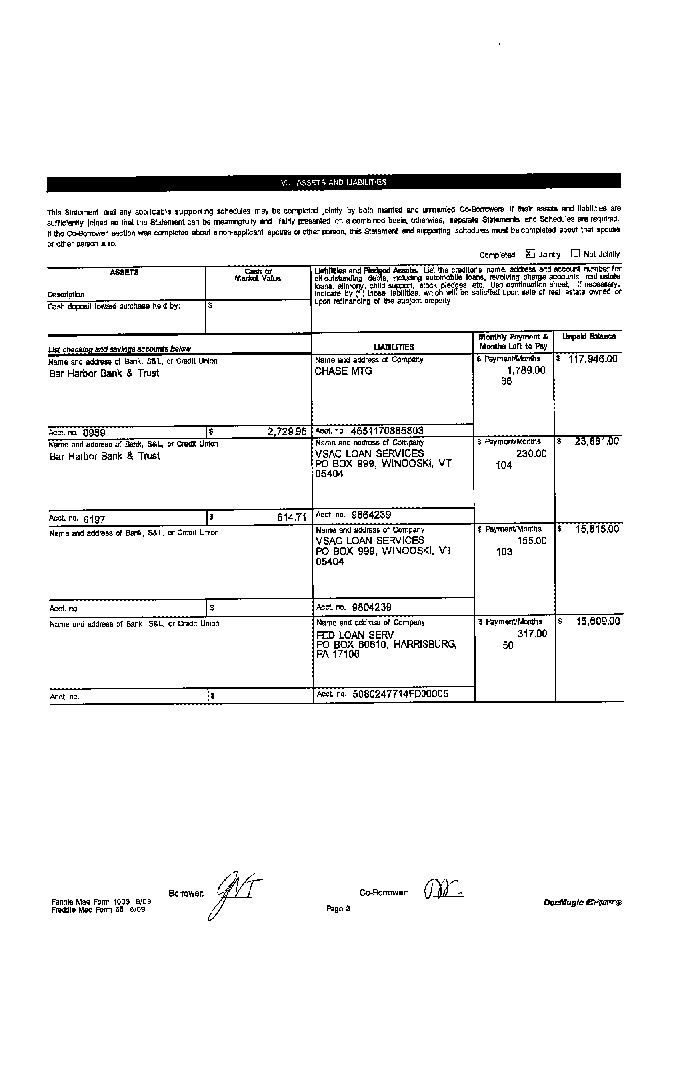 VI. ASSETS AND LIABILITIES
This Statement and any applicable supporting schedules may be completed jointly by both married and unmarried Co-Borrowers if their assets and liabilities are
sufficiently joined so that the Statement can be meaningfully and fairly presented on a combined basis; otherwise, separate Statements and Schedules are required.
If the Co-Borrower section was completed about a non-applicant spouse or other person, this Statement and supporting schedules must be completed about that spouse
or other person also.
Completed ☒ Jointly ☐ Not Jointly
ASSETS
Cash or
Market Value
Description
Cash deposit toward purchase held by: $
Liabilities and Pledged Assets. List the creditor's name, address and account number for
all outstanding debts, including automobile loans, revolving charge accounts, real estate
loans, alimony, child support, stock pledges, etc. Use continuation sheet, if necessary.
Indicate by (*) those liabilities, which will be satisfied upon sale of real estate owned or
upon refinancing of the subject property.
List checking and savings accounts below
LIABILITIES
Monthly Payment &
Months Left to Pay
Unpaid Balance
Name and address of Bank, S&L, or Credit Union
Bar Harbor Bank & Trust
Name and address of Company
CHASE MTG
$ Payment/Months
1,789.00
$ 117,946.00
Acct. no. $ 2,729.95
Acct. no.
Name and address of Bank, S&L, or Credit Union
Bar Harbor Bank & Trust
Name and address of Company
VSAC LOAN SERVICES
PO BOX 999, WINOOSKI, VT
05404
$ Payment/Months
230.00
104
$
Acct. no. 6197 $ 614.71
Acct. no.
Name and address of Bank, S&L, or Credit Union
Name and address of Company
VSAC LOAN SERVICES
PO BOX 999, WINOOSKI, VT
05404
$ Payment/Months
155.00
103
$ 15,815.00
Acct. no. $
Acct. no.
Name and address of Bank, S&L, or Credit Union
Name and address of Company
FED LOAN SERV
PO BOX 60610, HARRISBURG,
PA
$ Payment/Months
317.00
50
$ 15,609.00
Acct. no. $
Acct. no.
Borrower
Co-Borrower
Fannie Mae Form 1003 6/09
Freddie Mac Form 65 6/09
Page 3
DocMagic